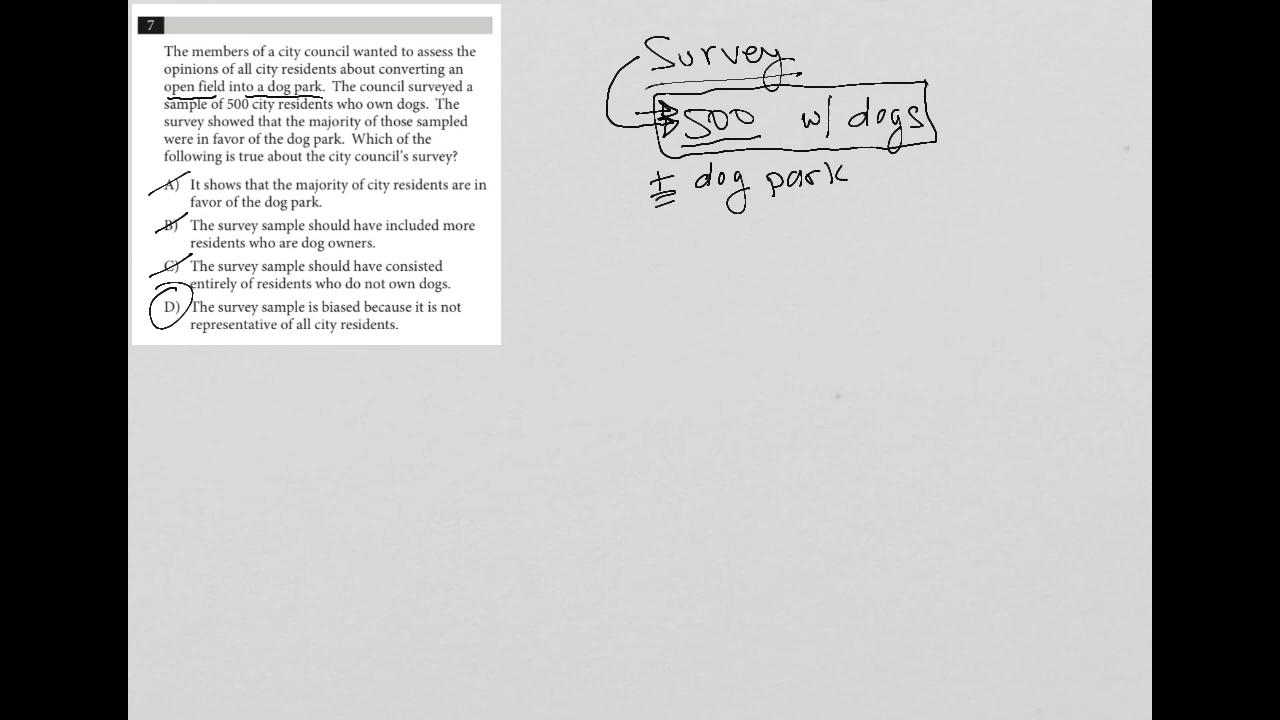 7
The members of a city council wanted to assess the
opinions of all city residents about converting an
open field into a dog park. The council surveyed a
sample of 500 city residents who own dogs. The
survey showed that the majority of those sampled
were in favor of the dog park. Which of the
following is true about the city council's survey?
A) It shows that the majority of city residents are in
favor of the dog park.
B) The survey sample should have included more
residents who are dog owners.
C) The survey sample should have consisted
entirely of residents who do not own dogs.
D) The survey sample is biased because it is not
representative of all city residents.
Survey
500 w/ dogs
+ dog park